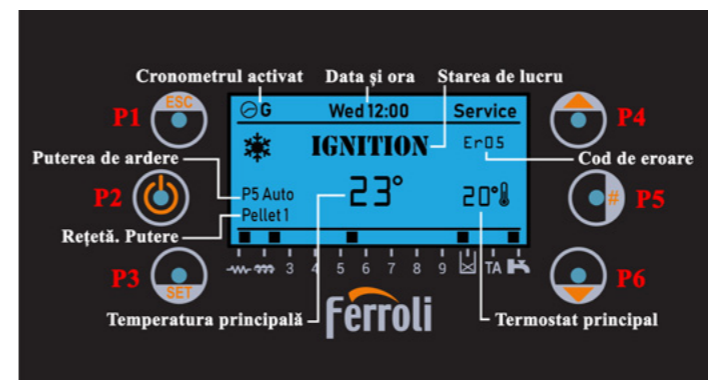 Cronometrul activat Data și ora Starea de lucru
P1 ESC G Wed 12:00 Service P4
IGNITION Er05
Puterea de ardere Cod de eroare
P2 P5 Auto 23° 20° # P5
Pellet 1
Rețetă. Putere
3 4 5 6 7 8 9 TA
P3 SET P6
Ferroli
Temperatura principală Termostat principal